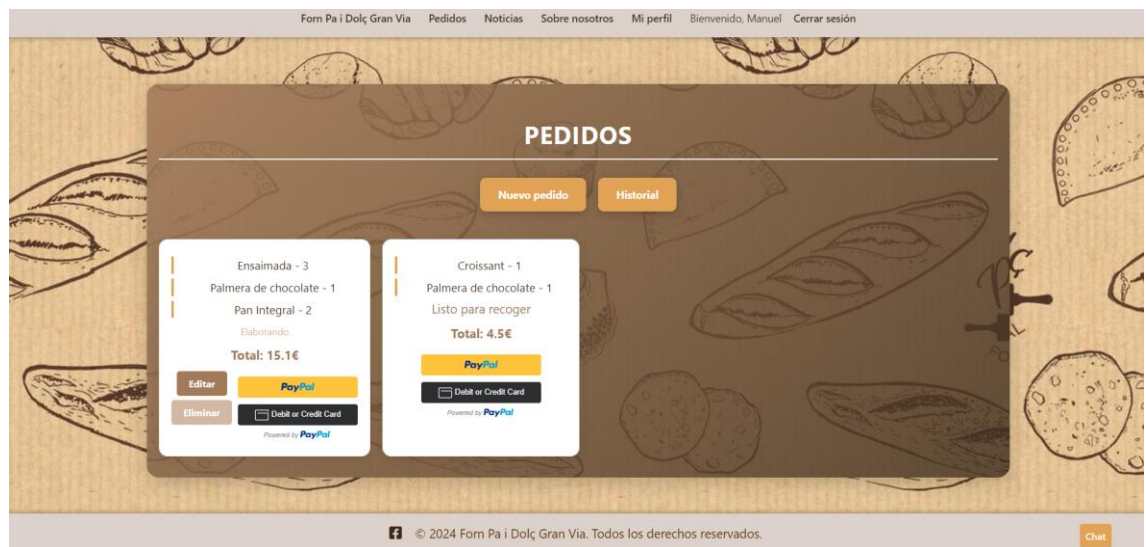 Forn Pa i Dolç Gran Via Pedidos Noticias Sobre nosotros Mi perfil Bienvenido, Manuel Cerrar sesión
PEDIDOS
Nuevo pedido Historial
Ensaimada - 3
Palmera de chocolate - 1
Pan Integral - 2
Elaborando
Total: 15.1€
Editar
Eliminar
PayPal
Debit or Credit Card
Powered by PayPal
Croissant - 1
Palmera de chocolate - 1
Listo para recoger
Total: 4.5€
PayPal
Debit or Credit Card
Powered by PayPal
© 2024 Forn Pa i Dolç Gran Via. Todos los derechos reservados.
Chat